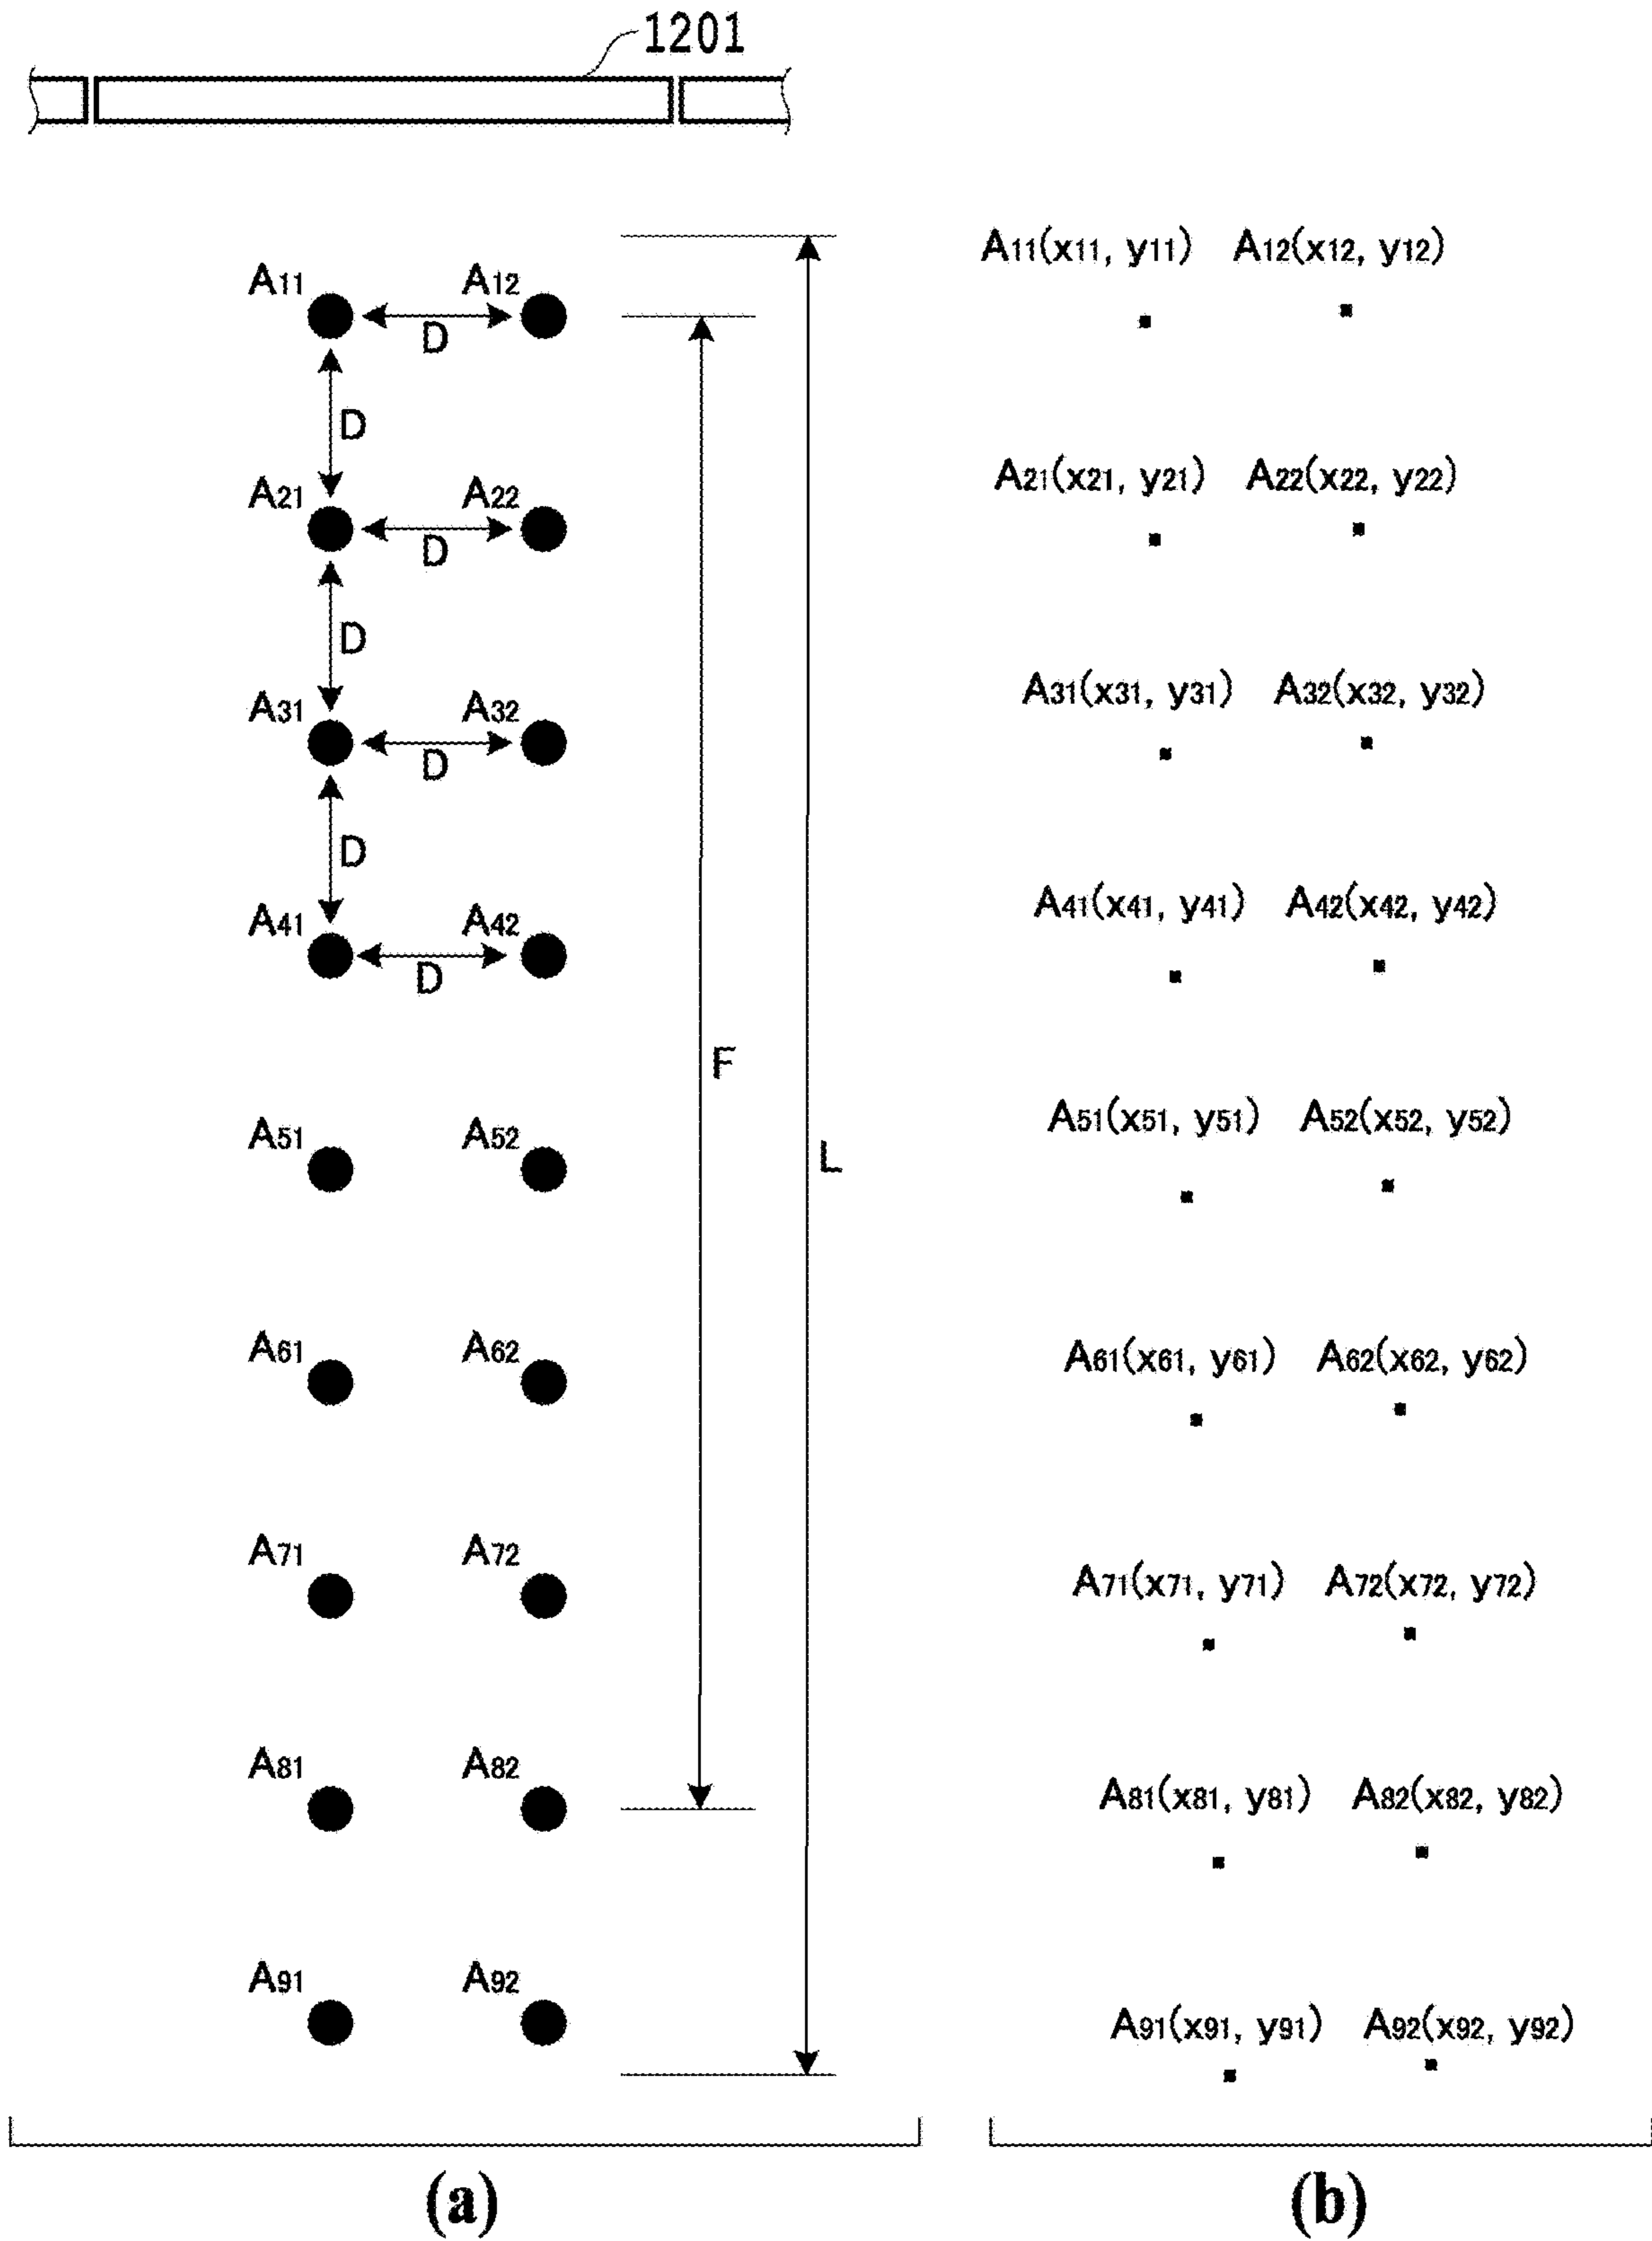 1201
A11 A12
D
D
A21 A22
D
D
A31 A32
D
D
A41 A42
D
F
A51 A52
L
A61 A62
A71 A72
A81 A82
A91 A92
(a)
A11(x11, y11) A12(x12, y12)
A21(x21, y21) A22(x22, y22)
A31(x31, y31) A32(x32, y32)
A41(x41, y41) A42(x42, y42)
A51(x51, y51) A52(x52, y52)
A61(x61, y61) A62(x62, y62)
A71(x71, y71) A72(x72, y72)
A81(x81, y81) A82(x82, y82)
A91(x91, y91) A92(x92, y92)
(b)